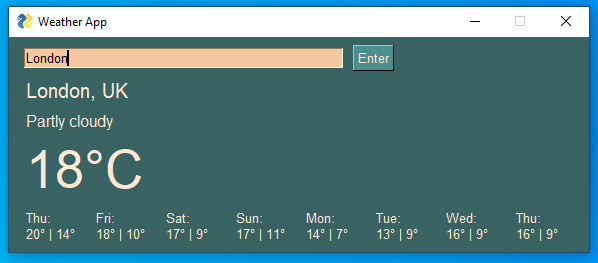 Weather App
London
Enter
London, UK
Partly cloudy
18°C
Thu: Fri: Sat: Sun: Mon: Tue: Wed: Thu:
20° | 14° 18° | 10° 17° | 9° 17° | 11° 14° | 7° 13° | 9° 16° | 9° 16° | 9°